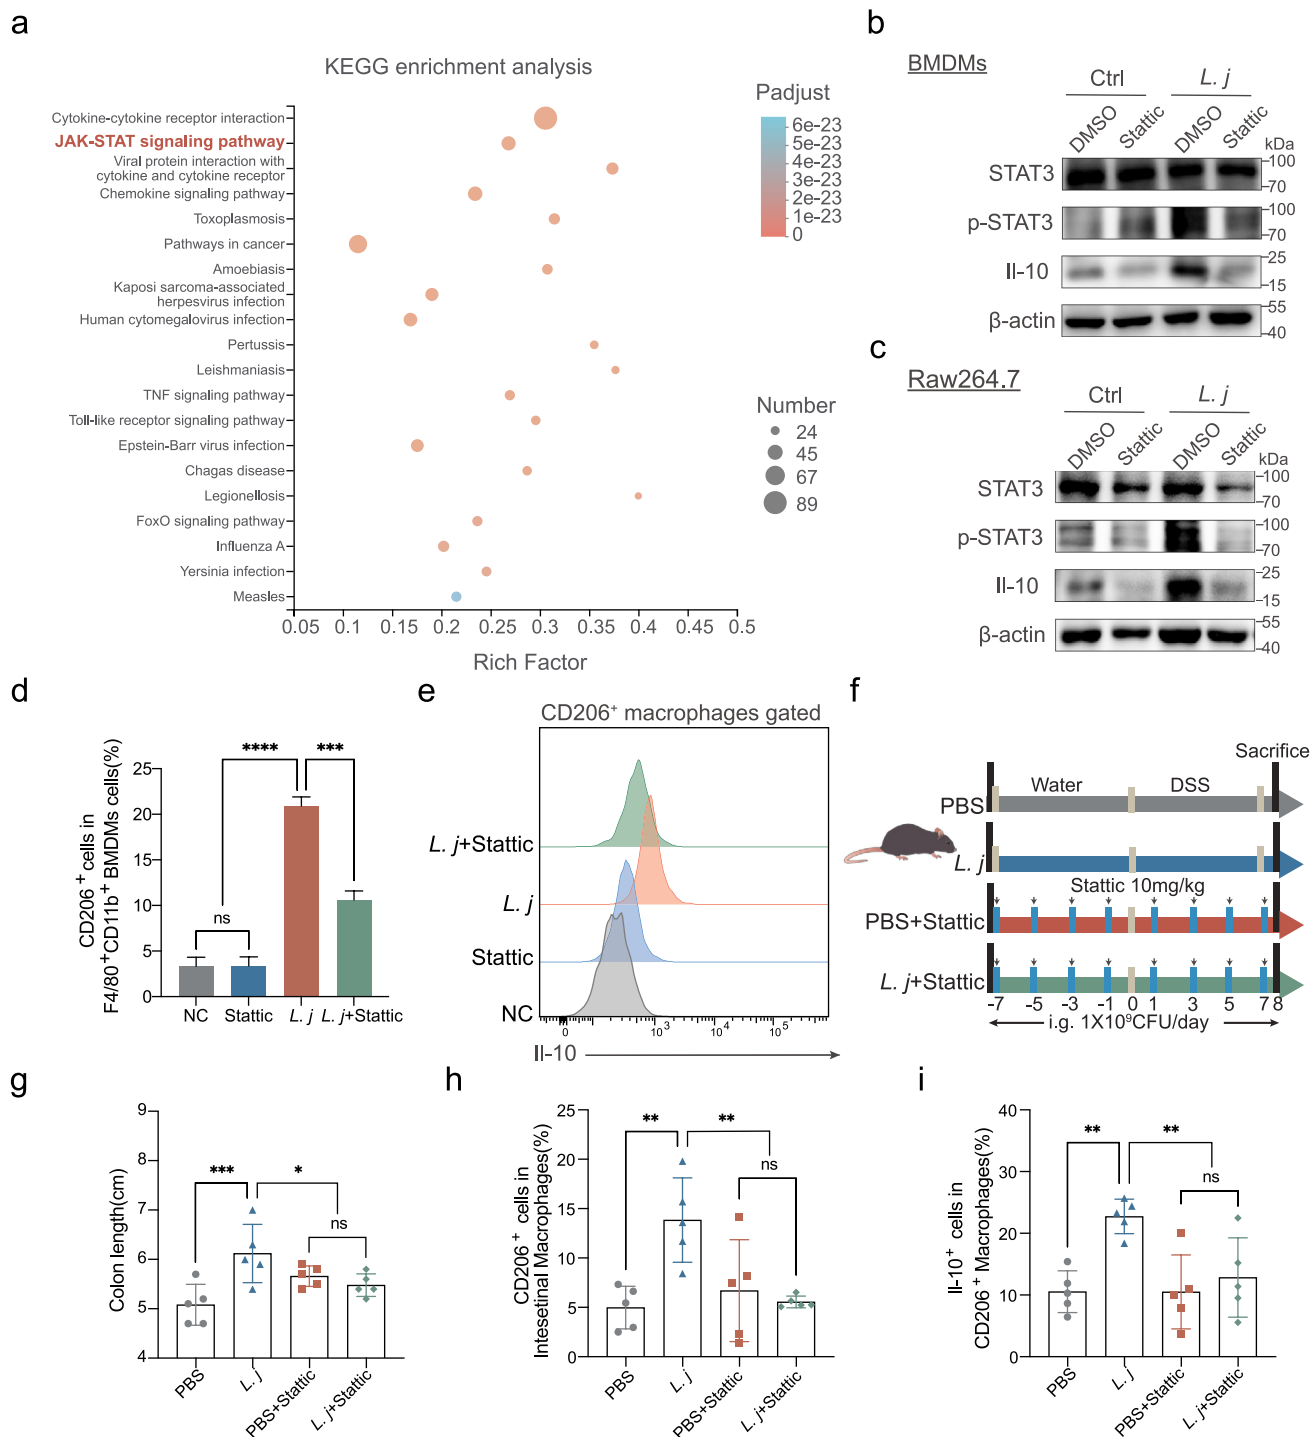 a
KEGG enrichment analysis
Cytokine-cytokine receptor interaction
JAK-STAT signaling pathway
Viral protein interaction with
cytokine and cytokine receptor
Chemokine signaling pathway
Toxoplasmosis
Pathways in cancer
Amoebiasis
Kaposi sarcoma-associated
herpesvirus infection
Human cytomegalovirus infection
Pertussis
Leishmaniasis
TNF signaling pathway
Toll-like receptor signaling pathway
Epstein-Barr virus infection
Chagas disease
Legionellosis
FoxO signaling pathway
Influenza A
Yersinia infection
Measles
0.05 0.1 0.15 0.2 0.25 0.3 0.35 0.4 0.45 0.5
Rich Factor
Padjust
6e-23
5e-23
4e-23
3e-23
2e-23
1e-23
0
Number
24
45
67
89
b
BMDMs
Ctrl L. j
DMSO Stattic DMSO Stattic
kDa
STAT3
100
70
p-STAT3
100
70
Il-10
25
15
β-actin
55
40
c
Raw264.7
Ctrl L. j
DMSO Stattic DMSO Stattic
kDa
STAT3
100
70
p-STAT3
100
70
Il-10
25
15
β-actin
55
40
d
CD206+ cells in
F4/80+CD11b+ BMDMs cells(%)
25
20
15
10
5
0
**** ***
ns
NC Stattic L. j L. j+Stattic
e
CD206+ macrophages gated
L. j+Stattic
L. j
Stattic
NC
0 10³ 10⁴ 10⁵
Il-10
f
Sacrifice
Water DSS
PBS
L. j
Stattic 10mg/kg
PBS+Stattic
L. j+Stattic
-7 -5 -3 -1 0 1 3 5 7 8
i.g. 1X10⁹CFU/day
g
Colon length(cm)
9
8
7
6
5
4
*** *
ns
PBS L. j PBS+Stattic L. j+Stattic
h
CD206+ cells in
Intesetinal Macrophages(%)
25
20
15
10
5
0
** **
ns
PBS L. j PBS+Stattic L. j+Stattic
i
Il-10+ cells in
CD206+ Macrophages(%)
40
30
20
10
0
** **
ns
PBS L. j PBS+Stattic L. j+Stattic